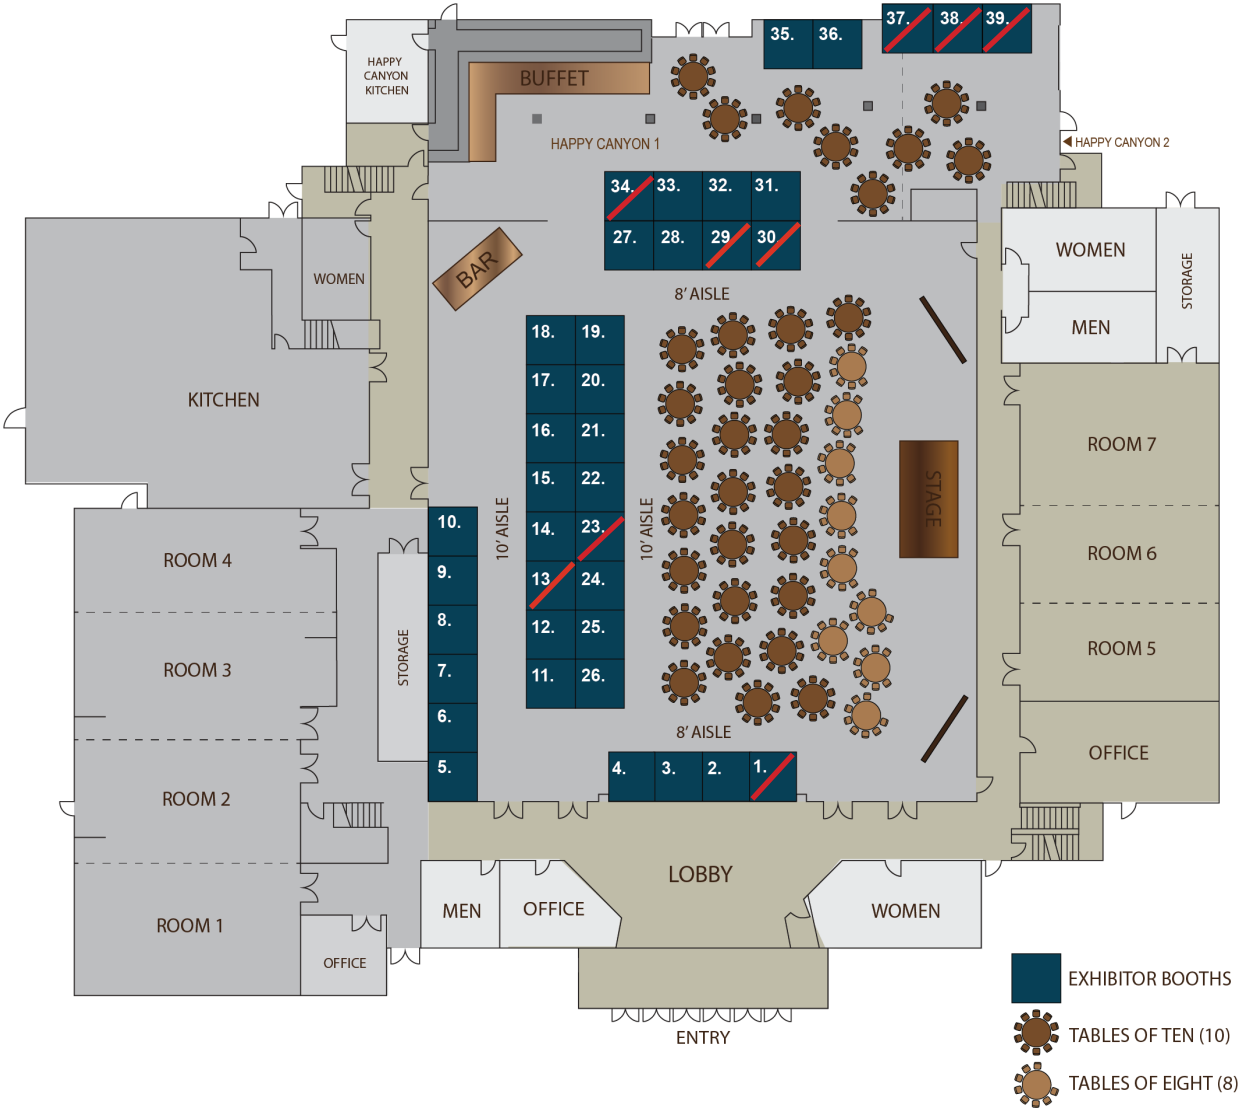 35. 36. 37. 38. 39.
HAPPY
CANYON
KITCHEN
BUFFET
HAPPY CANYON 1
HAPPY CANYON 2
34. 33. 32. 31.
27. 28. 29. 30.
WOMEN
BAR
8' AISLE
WOMEN
MEN
STORAGE
KITCHEN
18. 19.
17. 20.
16. 21.
15. 22.
14. 23.
13. 24.
12. 25.
11. 26.
10' AISLE
10' AISLE
STAGE
ROOM 7
ROOM 6
ROOM 5
OFFICE
10.
9.
8.
7.
6.
5.
ROOM 4
ROOM 3
ROOM 2
ROOM 1
STORAGE
OFFICE
8' AISLE
4. 3. 2. 1.
LOBBY
MEN
OFFICE
WOMEN
ENTRY
EXHIBITOR BOOTHS
TABLES OF TEN (10)
TABLES OF EIGHT (8)